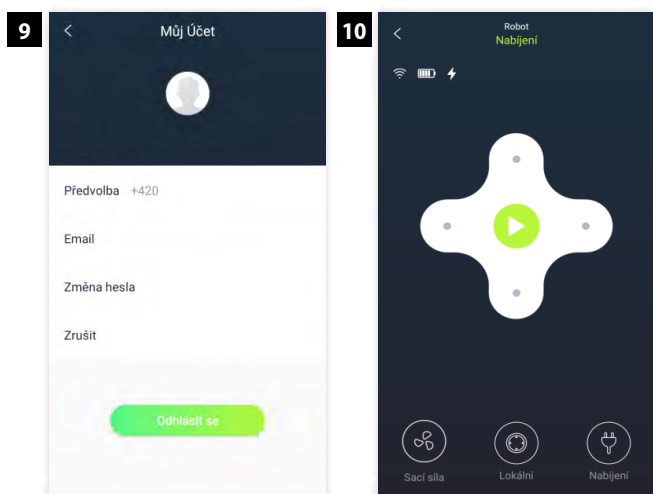 9
Můj Účet
Předvolba +420
Email
Změna hesla
Zrušit
Odhlásit se
10
Robot
Nabíjení
Sací síla
Lokální
Nabíjení